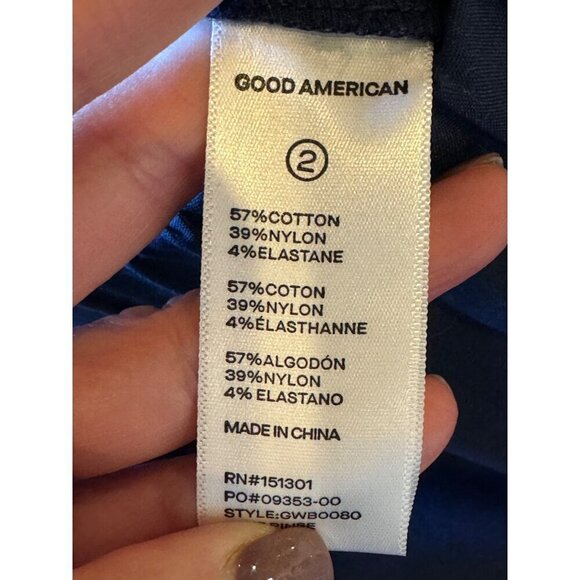 GOOD AMERICAN
2
57%COTTON
39%NYLON
4%ELASTANE
57%COTON
39%NYLON
4%ÉLASTHANNE
57%ALGODÓN
39%NYLON
4% ELASTANO
MADE IN CHINA
RN#151301
PO#09353-00
STYLE:GWB0080
RINSE